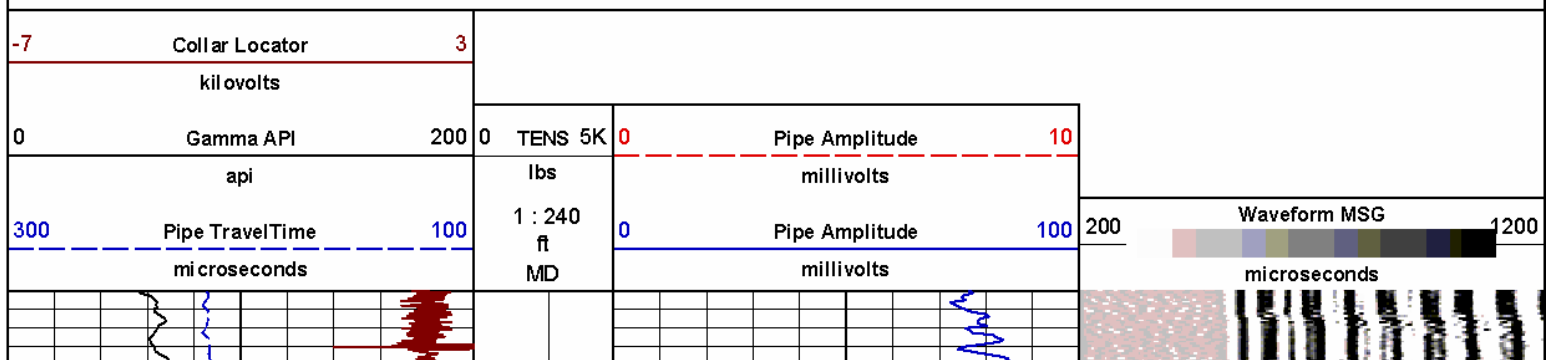 -7 Collar Locator 3
kilovolts
0 Gamma API 200
api
300 Pipe TravelTime 100
microseconds
0 TENS 5K
lbs
1 : 240
ft
MD
0 Pipe Amplitude 10
millivolts
0 Pipe Amplitude 100
millivolts
200 Waveform MSG 1200
microseconds